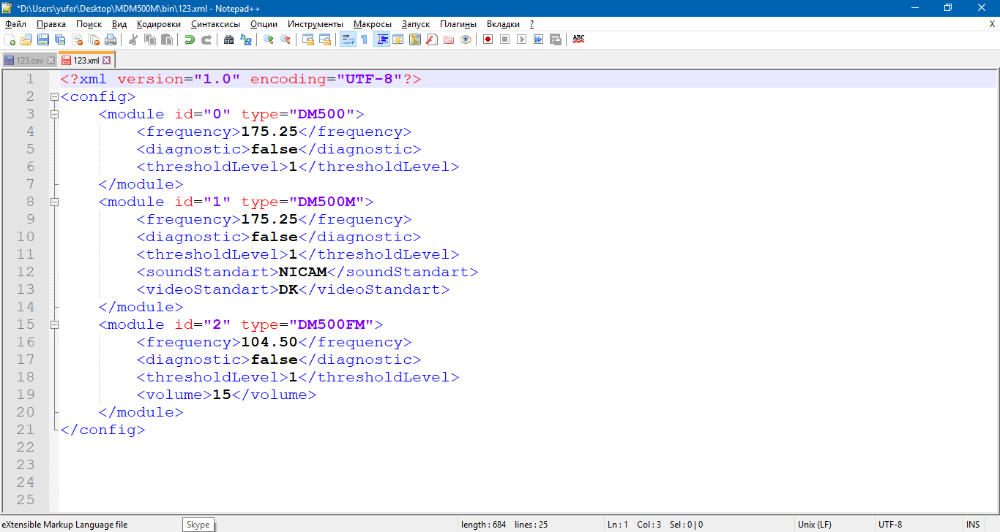 *D:\Users\yufer\Desktop\MDM500M\bin\123.xml - Notepad++
Файл Правка Поиск Вид Кодировки Синтаксисы Опции Инструменты Макросы Запуск Плагины Вкладки ? X
ABC
123.csv 123.xml
1 <?xml version="1.0" encoding="UTF-8"?>
2 <config>
3 <module id="0" type="DM500">
4 <frequency>175.25</frequency>
5 <diagnostic>false</diagnostic>
6 <thresholdLevel>1</thresholdLevel>
7 </module>
8 <module id="1" type="DM500M">
9 <frequency>175.25</frequency>
10 <diagnostic>false</diagnostic>
11 <thresholdLevel>1</thresholdLevel>
12 <soundStandart>NICAM</soundStandart>
13 <videoStandart>DK</videoStandart>
14 </module>
15 <module id="2" type="DM500FM">
16 <frequency>104.50</frequency>
17 <diagnostic>false</diagnostic>
18 <thresholdLevel>1</thresholdLevel>
19 <volume>15</volume>
20 </module>
21 </config>
22
23
24
25
eXtensible Markup Language file Skype length : 684 lines : 25 Ln : 1 Col : 3 Sel : 0 | 0 Unix (LF) UTF-8 INS